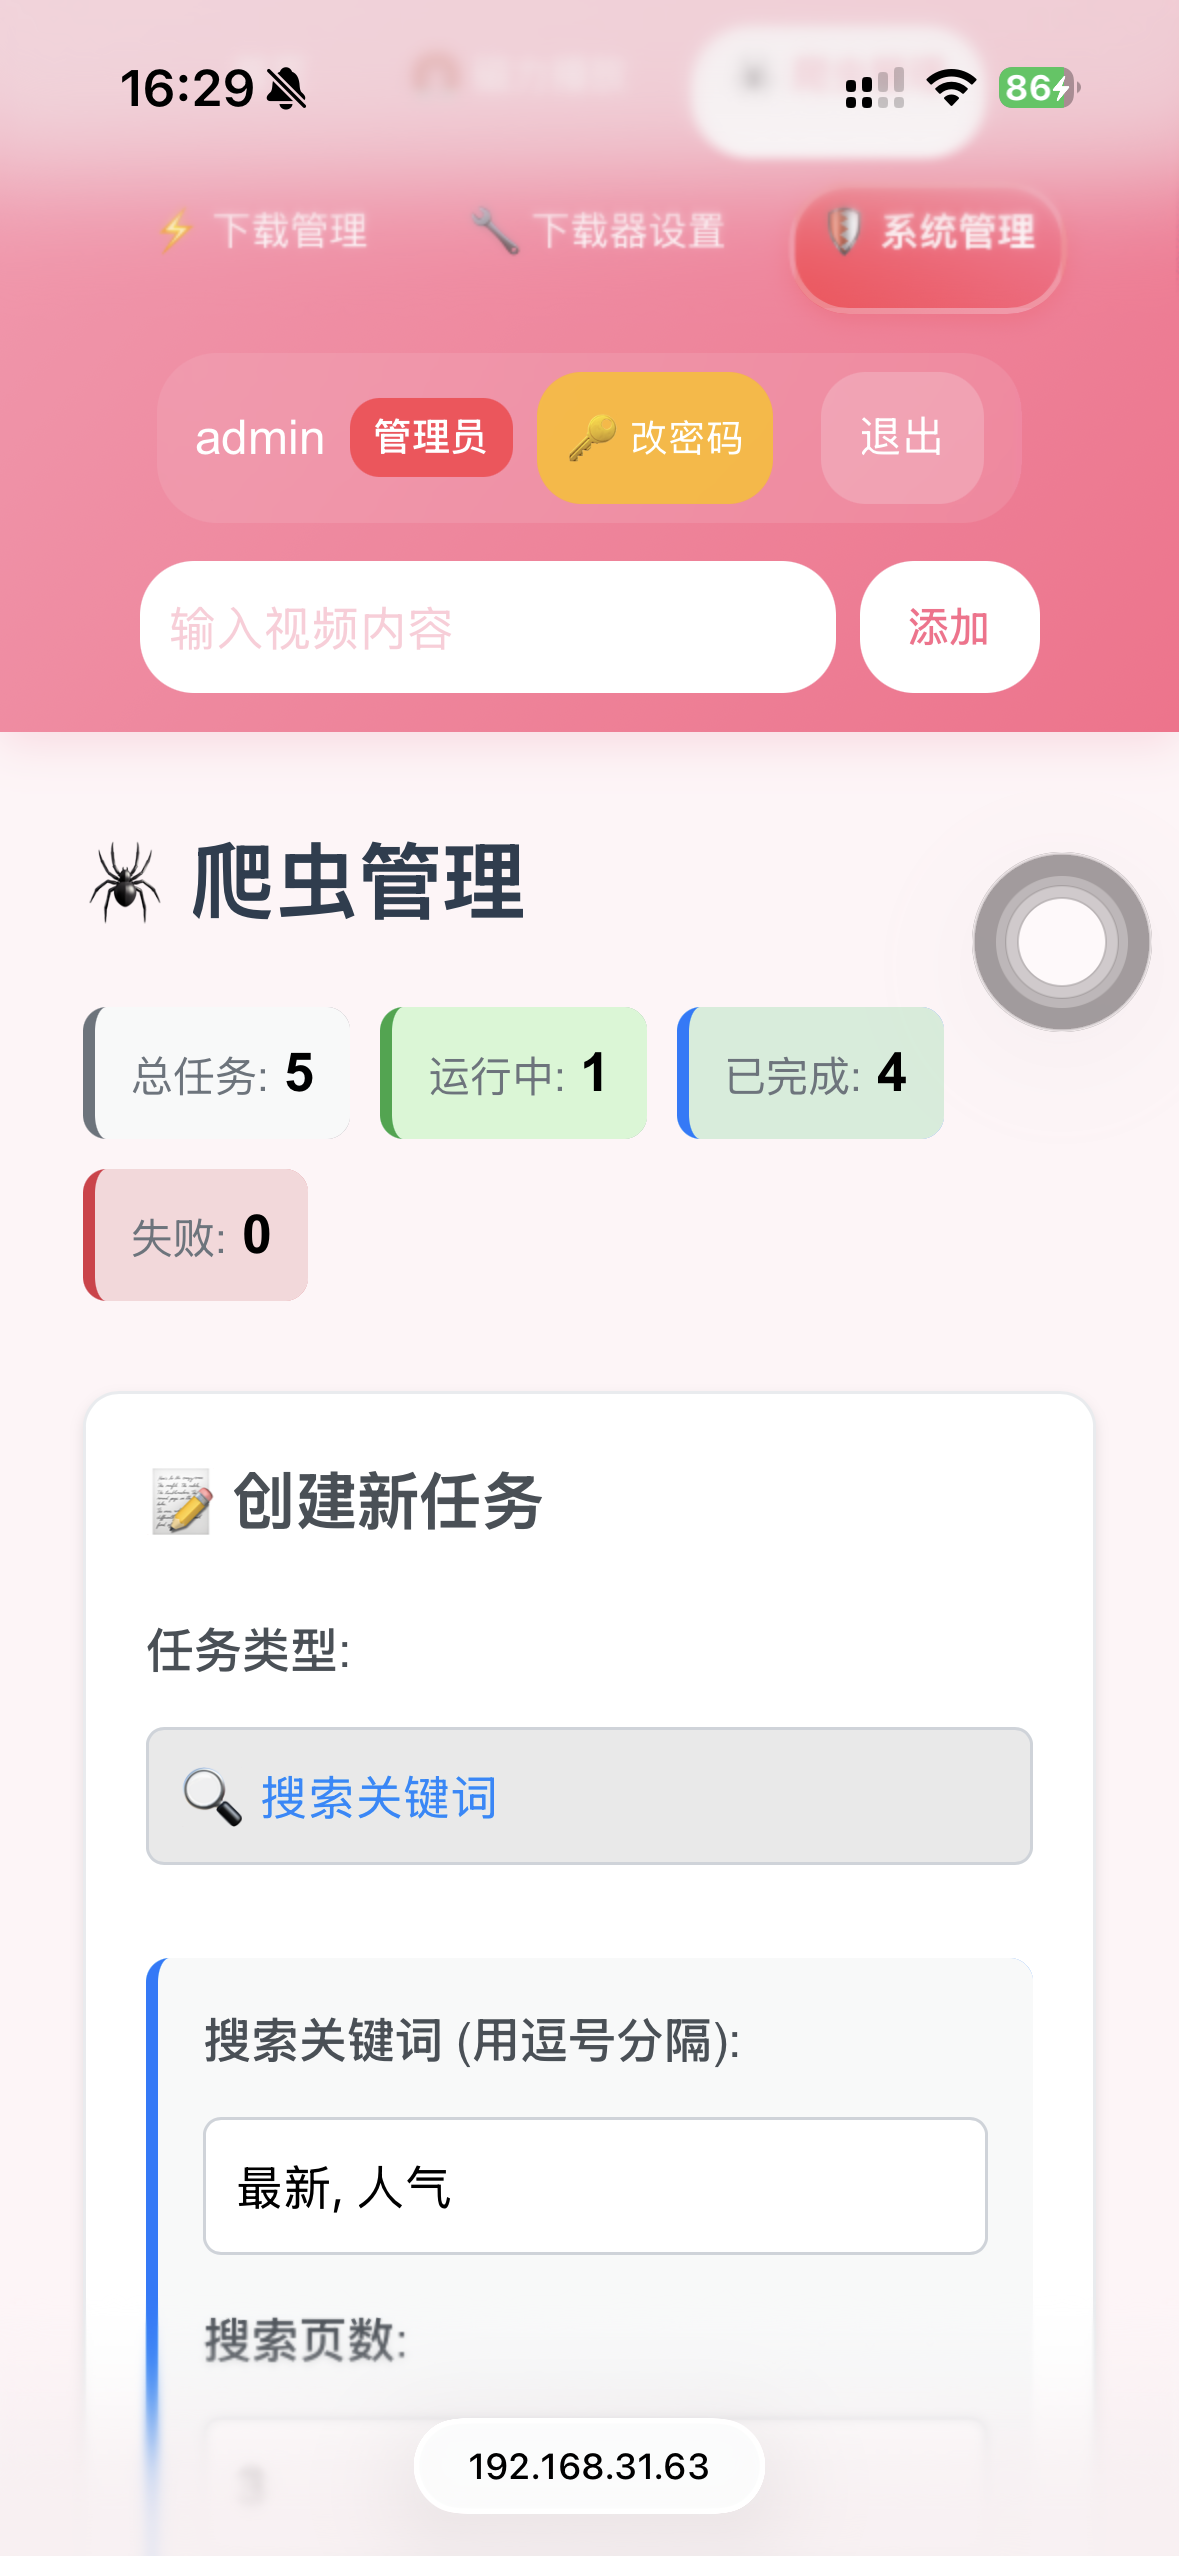 16:29
86
下载管理
下载器设置
系统管理
admin 管理员 改密码 退出
输入视频内容 添加
爬虫管理
总任务: 5
运行中: 1
已完成: 4
失败: 0
创建新任务
任务类型:
搜索关键词
搜索关键词 (用逗号分隔):
最新, 人气
搜索页数:
192.168.31.63